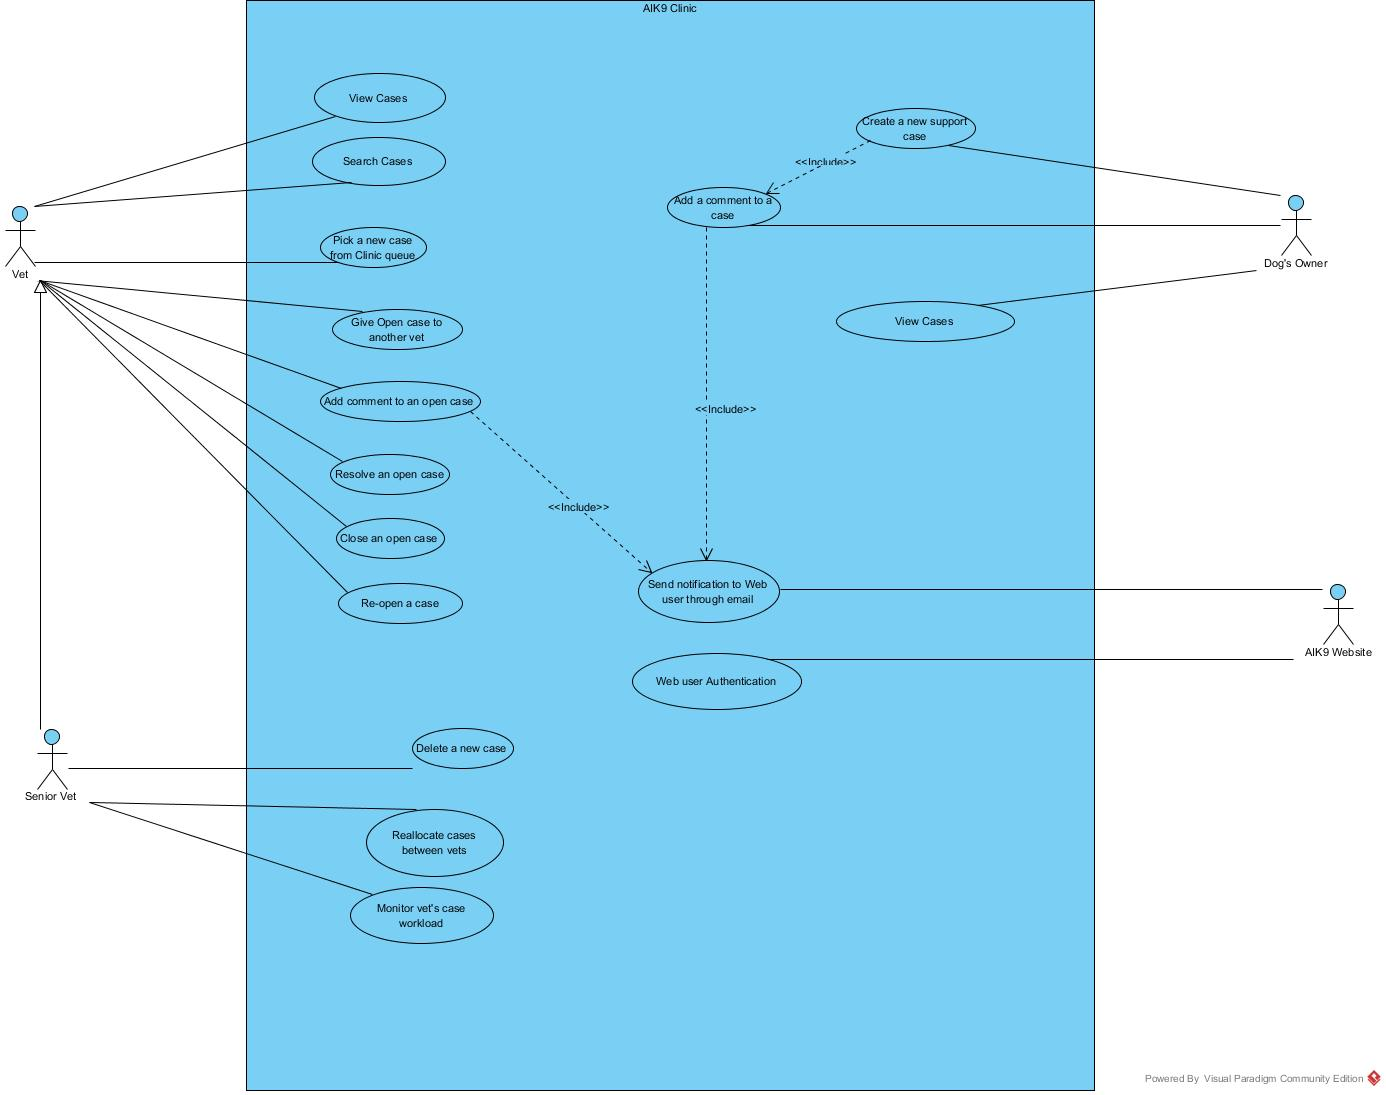 AIK9 Clinic
View Cases
Search Cases
Pick a new case
from Clinic queue
Vet
Give Open case to
another vet
Add comment to an open case
Resolve an open case
Close an open case
Re-open a case
Create a new support
case
<<Include>>
Add a comment to a
case
Dog's Owner
View Cases
<<Include>>
<<Include>>
Send notification to Web
user through email
AIK9 Website
Web user Authentication
Delete a new case
Senior Vet
Reallocate cases
between vets
Monitor vet's case
workload
Powered By Visual Paradigm Community Edition